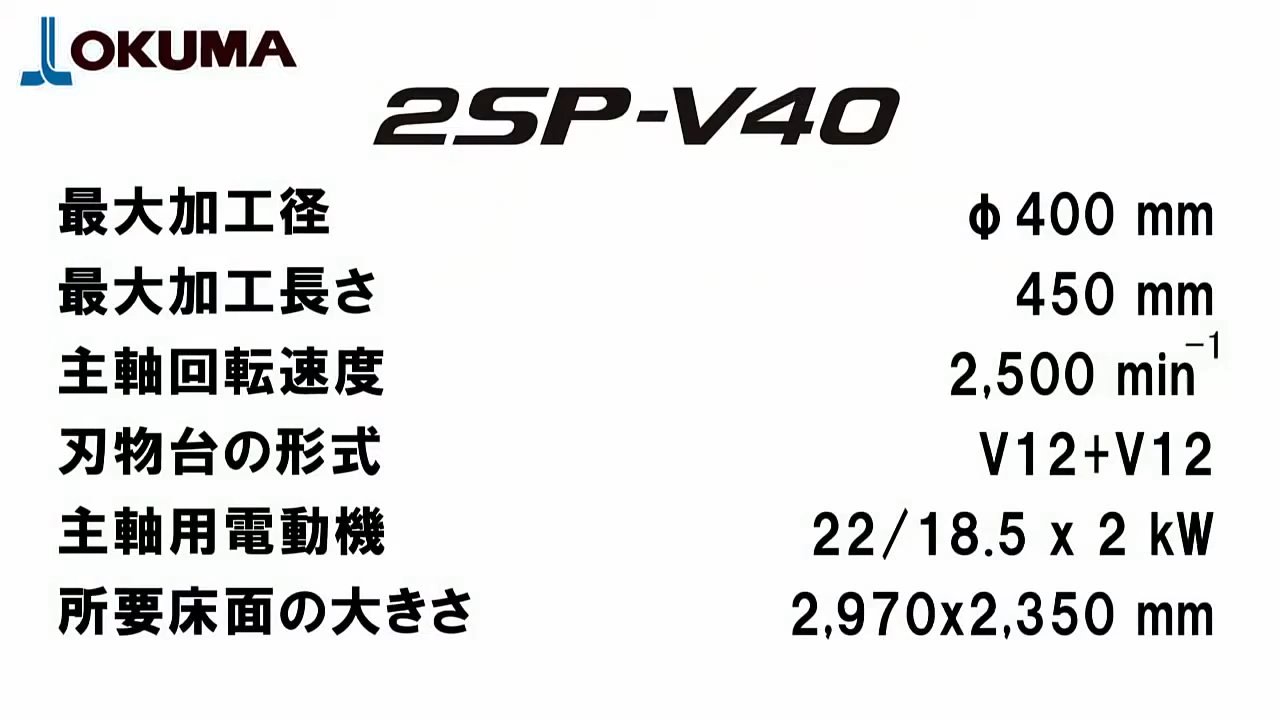 OKUMA
2SP-V40
最大加工径 φ400 mm
最大加工長さ 450 mm
主軸回転速度 2,500 min⁻¹
刃物台の形式 V12+V12
主軸用電動機 22/18.5 x 2 kW
所要床面の大きさ 2,970x2,350 mm